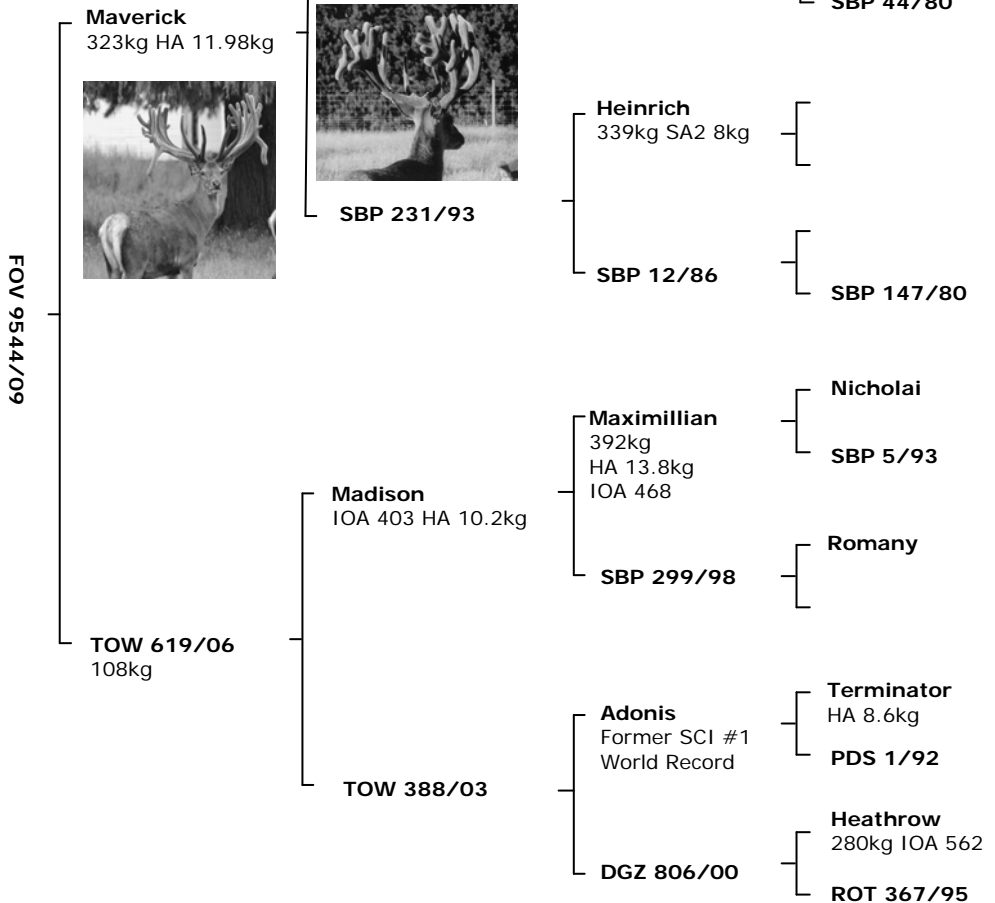 SBP 44/80
Maverick
323kg HA 11.98kg
Heinrich
339kg SA2 8kg
SBP 231/93
SBP 12/86
SBP 147/80
FOV 9544/09
Nicholai
Maximillian
392kg
HA 13.8kg
IOA 468
SBP 5/93
Madison
IOA 403 HA 10.2kg
Romany
SBP 299/98
TOW 619/06
108kg
Terminator
HA 8.6kg
Adonis
Former SCI #1
World Record
PDS 1/92
TOW 388/03
Heathrow
280kg IOA 562
DGZ 806/00
ROT 367/95